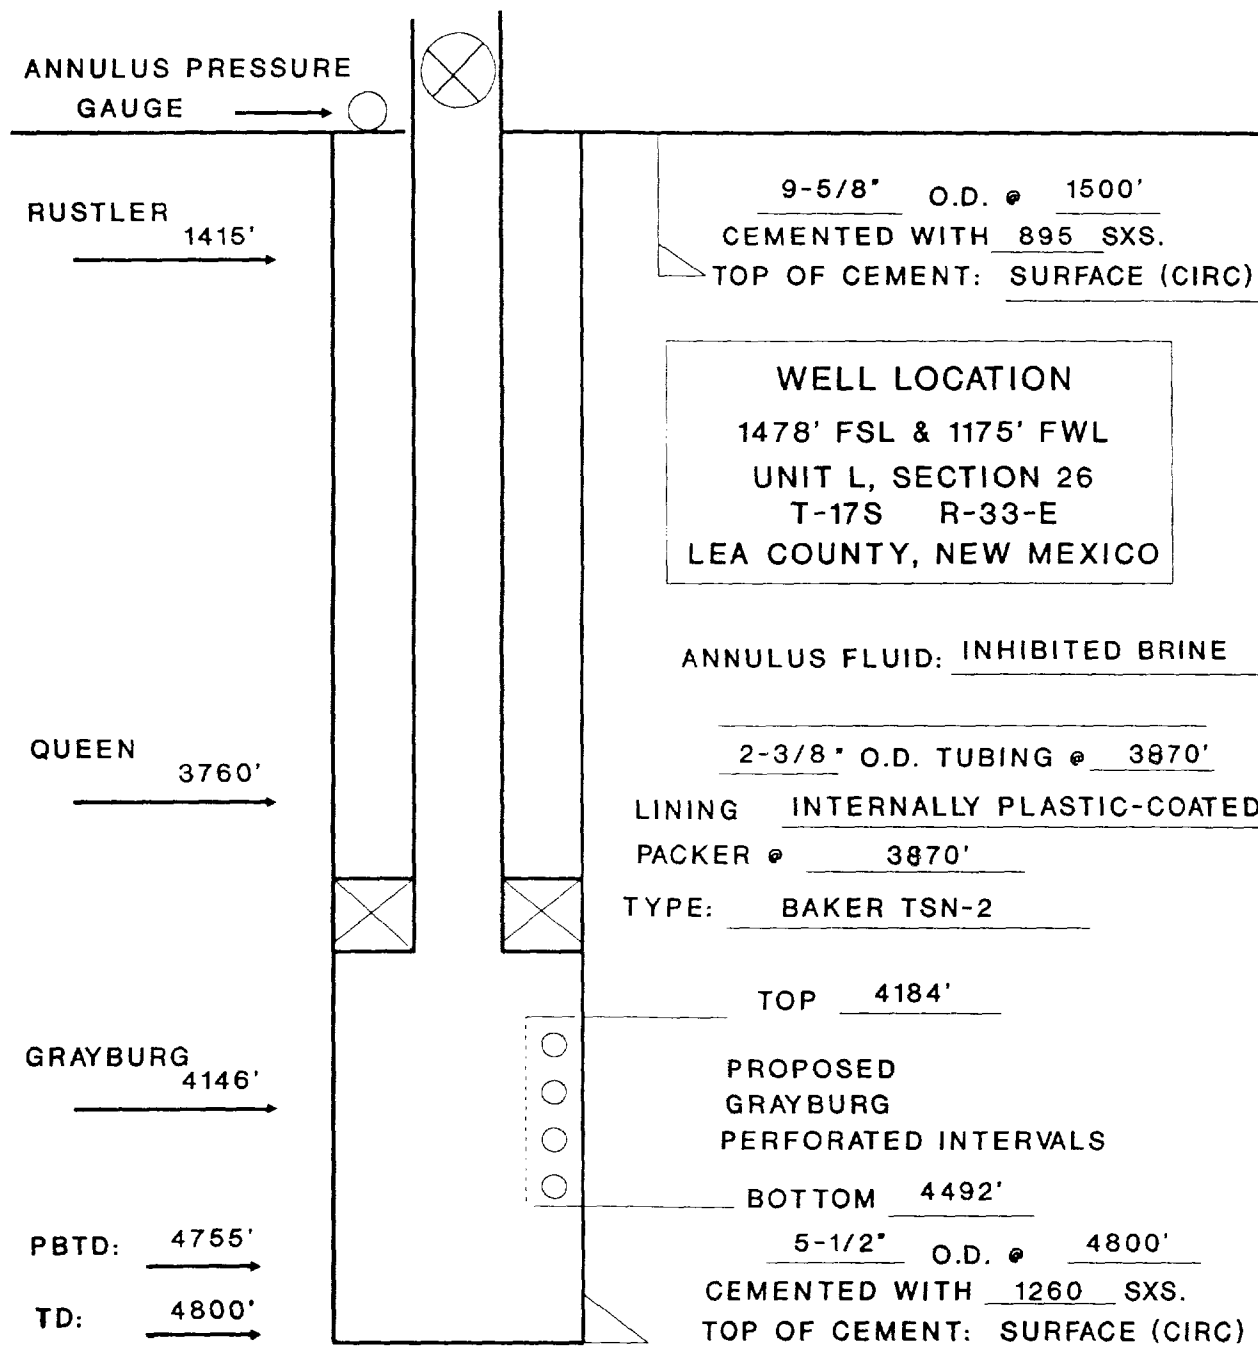 ANNULUS PRESSURE
GAUGE
RUSTLER
1415'
9-5/8" O.D. @ 1500'
CEMENTED WITH 895 SXS.
TOP OF CEMENT: SURFACE (CIRC)
WELL LOCATION
1478' FSL & 1175' FWL
UNIT L, SECTION 26
T-17S R-33-E
LEA COUNTY, NEW MEXICO
ANNULUS FLUID: INHIBITED BRINE
QUEEN
3760'
2-3/8" O.D. TUBING @ 3870'
LINING INTERNALLY PLASTIC-COATED
PACKER @ 3870'
TYPE: BAKER TSN-2
TOP 4184'
GRAYBURG
4146'
PROPOSED
GRAYBURG
PERFORATED INTERVALS
BOTTOM 4492'
PBTD: 4755'
TD: 4800'
5-1/2" O.D. @ 4800'
CEMENTED WITH 1260 SXS.
TOP OF CEMENT: SURFACE (CIRC)